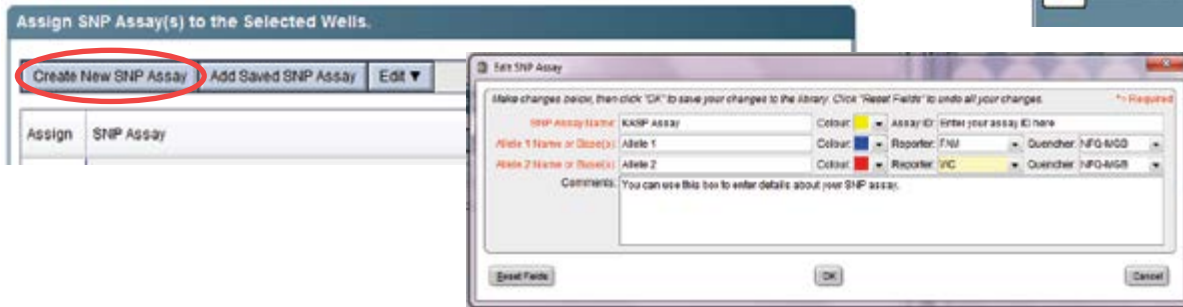 Assign SNP Assay(s) to the Selected Wells.
Create New SNP Assay Add Saved SNP Assay Edit ▼
Assign SNP Assay
Edit SNP Assay
Make changes below, then click "OK" to save your changes to the library. Click "Reset Fields" to undo all your changes. *= Required
SNP Assay Name: KASP Assay Colour: Assay ID: Enter your assay ID here
Allele 1 Name or Base(s): Allele 1 Colour: Reporter: FAM Quencher: NFQ-MGB
Allele 2 Name or Base(s): Allele 2 Colour: Reporter: VIC Quencher: NFQ-MGB
Comments: You can use this box to enter details about your SNP assay.
Reset Fields OK Cancel